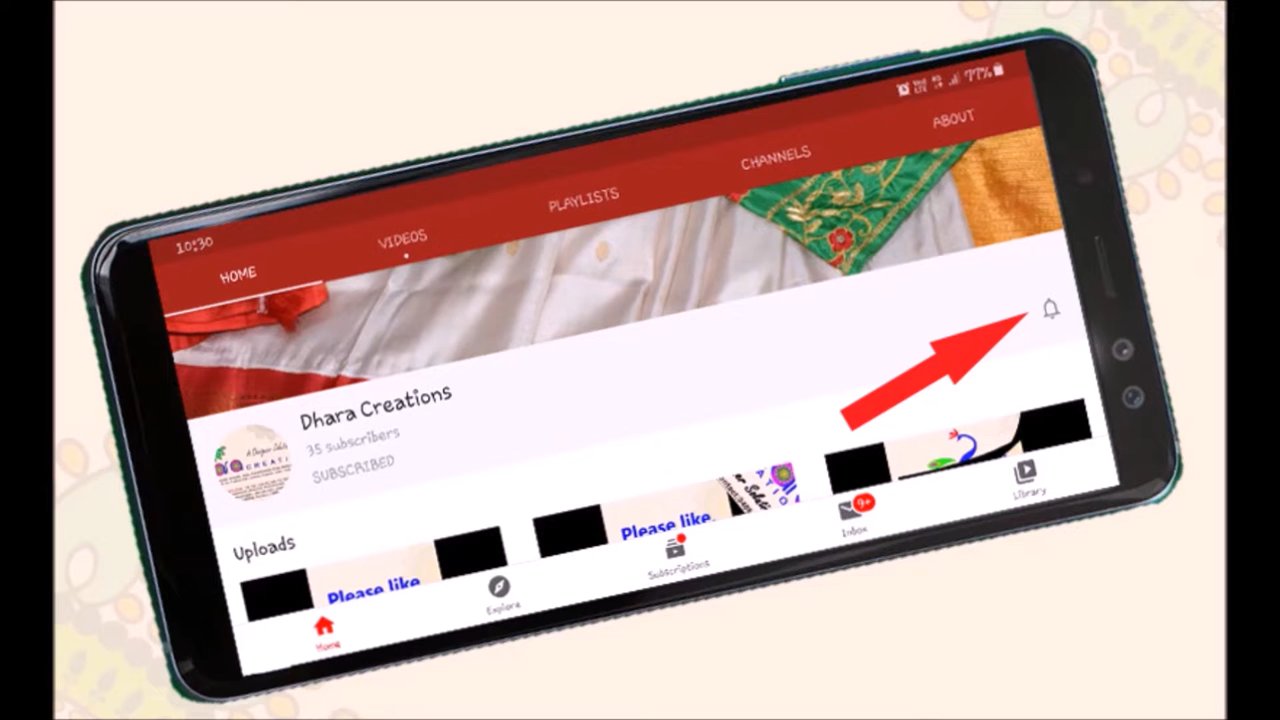 10:30
77%
HOME
VIDEOS
PLAYLISTS
CHANNELS
ABOUT
Dhara Creations
35 subscribers
SUBSCRIBED
Uploads
Please like
Please like
Home
Explore
Subscriptions
9+
Inbox
Library